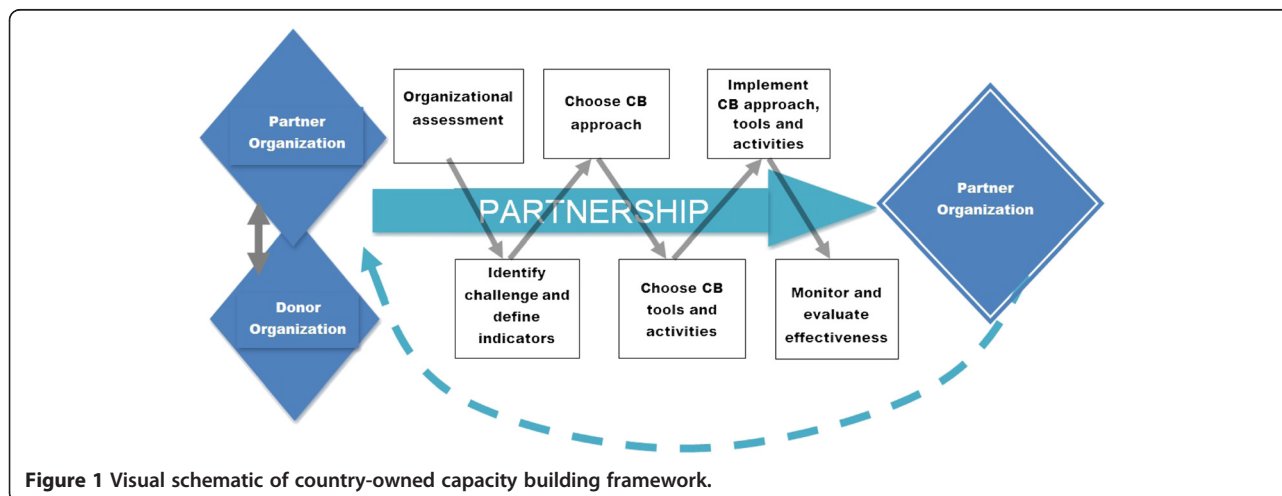 Partner
Organization
Donor
Organization
Organizational
assessment
Identify
challenge and
define
indicators
Choose CB
approach
Choose CB
tools and
activities
Implement
CB approach,
tools and
activities
Monitor and
evaluate
effectiveness
PARTNERSHIP
Partner
Organization
Figure 1 Visual schematic of country-owned capacity building framework.